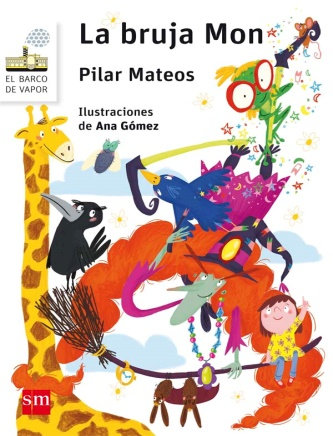 La bruja Mon
Pilar Mateos
EL BARCO
DE VAPOR
Ilustraciones
de Ana Gómez
sm